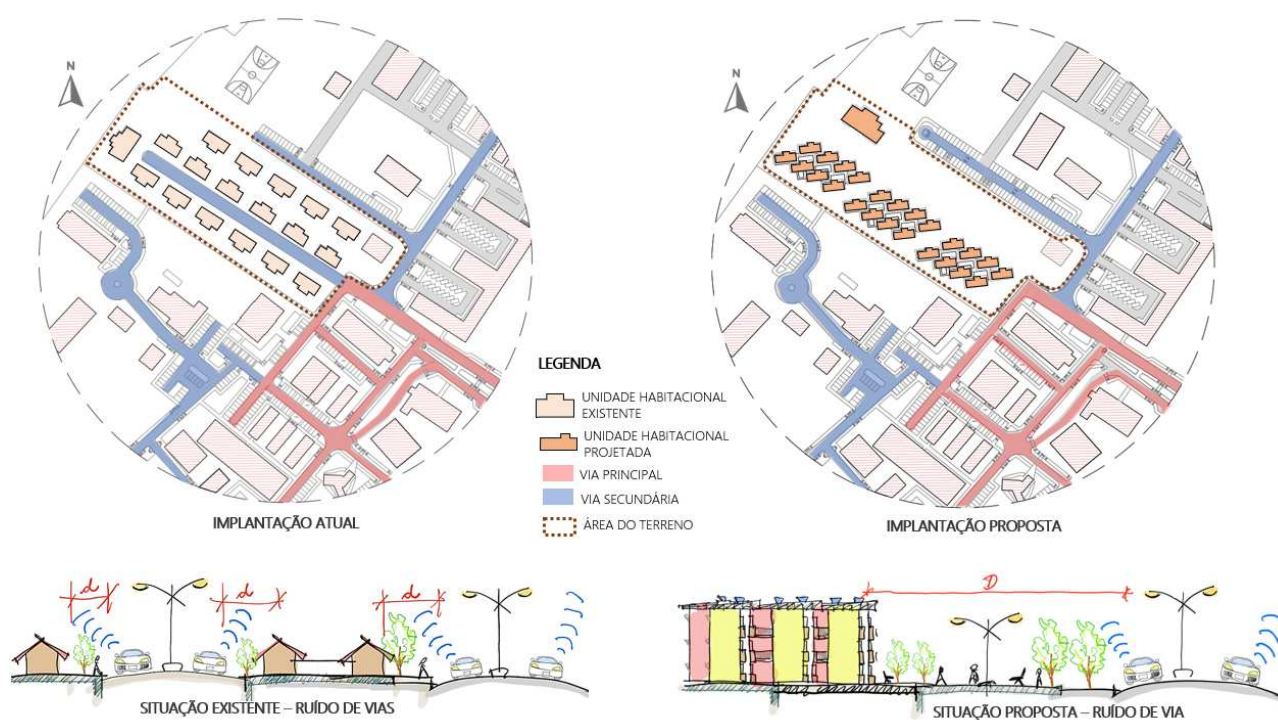 N
N
IMPLANTAÇÃO ATUAL
LEGENDA
UNIDADE HABITACIONAL
EXISTENTE
UNIDADE HABITACIONAL
PROJETADA
VIA PRINCIPAL
VIA SECUNDÁRIA
ÁREA DO TERRENO
IMPLANTAÇÃO PROPOSTA
d
d
d
D
SITUAÇÃO EXISTENTE – RUÍDO DE VIAS
SITUAÇÃO PROPOSTA – RUÍDO DE VIA